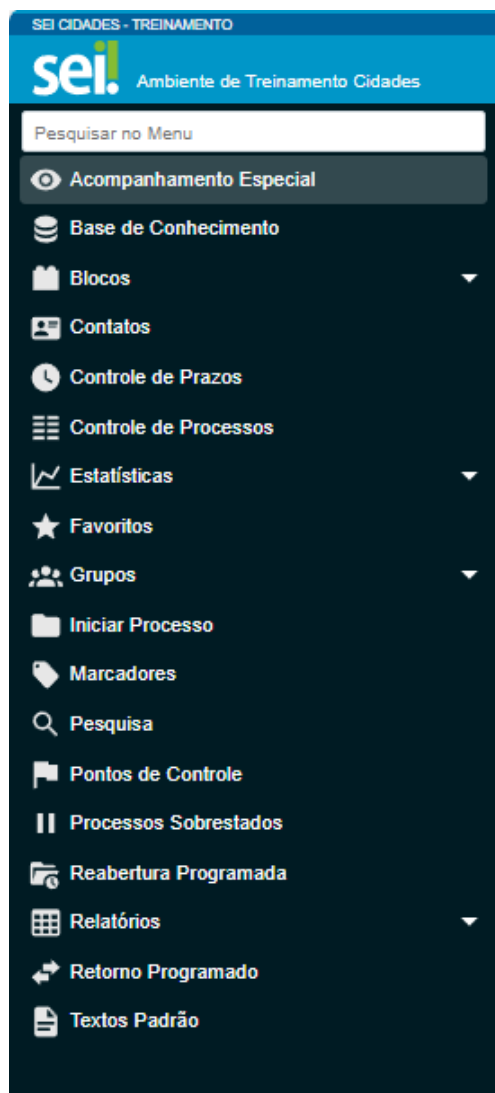 SEI CIDADES - TREINAMENTO
sei!
Ambiente de Treinamento Cidades
Pesquisar no Menu
Acompanhamento Especial
Base de Conhecimento
Blocos
Contatos
Controle de Prazos
Controle de Processos
Estatísticas
Favoritos
Grupos
Iniciar Processo
Marcadores
Pesquisa
Pontos de Controle
Processos Sobrestados
Reabertura Programada
Relatórios
Retorno Programado
Textos Padrão